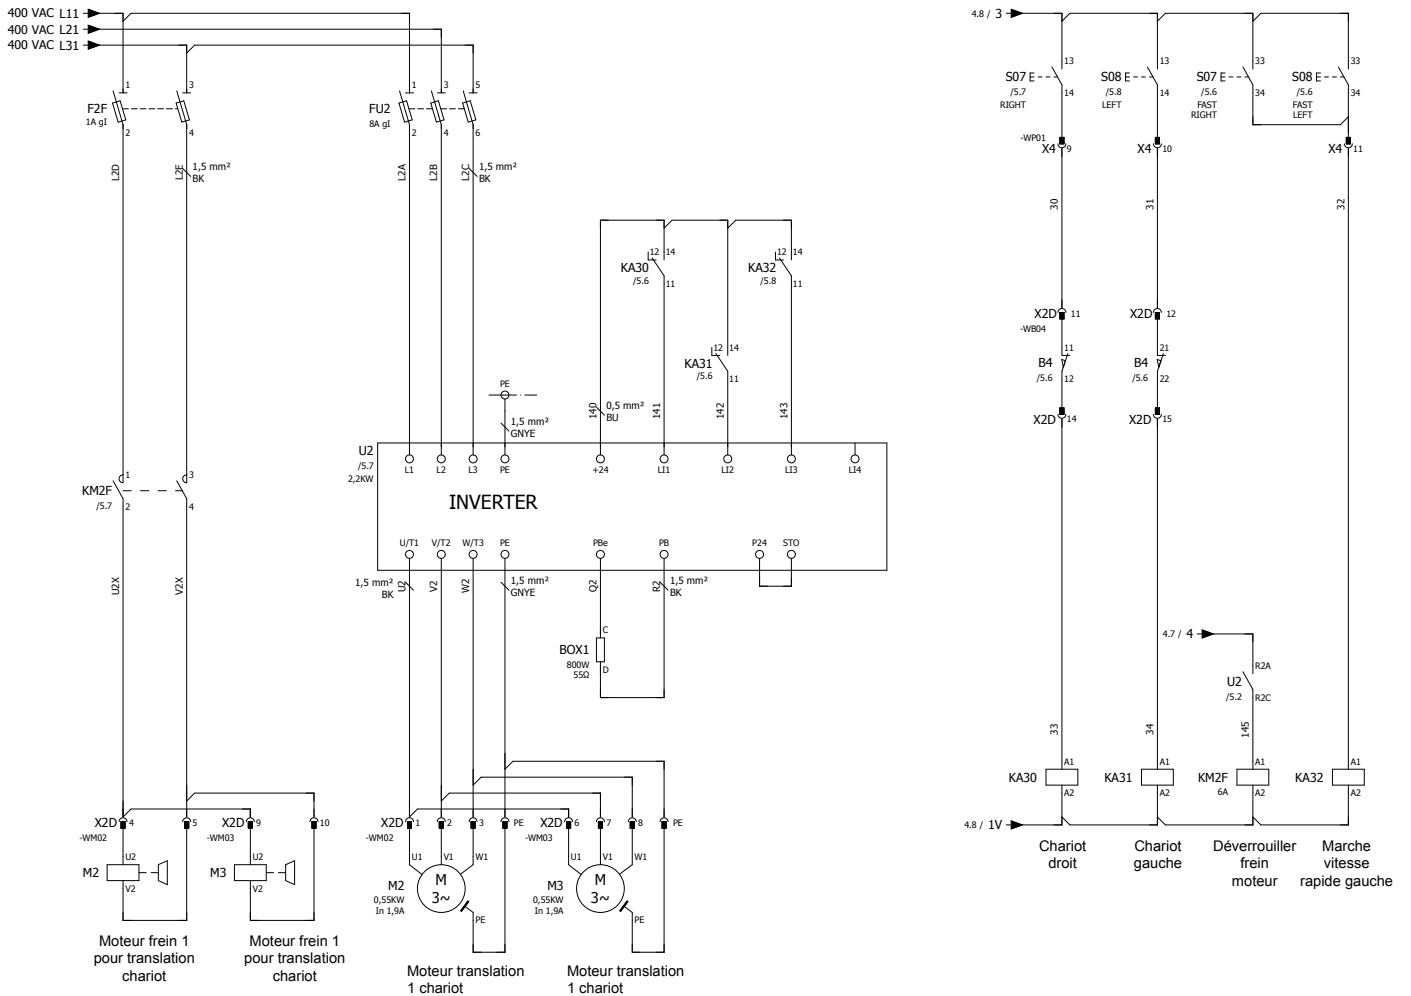 400 VAC L11
400 VAC L21
400 VAC L31
1
3
F2F
1A gI
2
4
L2D
L2E
1,5 mm²
BK
1
3
5
FU2
8A gI
2
4
6
L2A
L2B
L2C
1,5 mm²
BK
12 14
KA30
/5.6
11
12 14
KA32
/5.8
11
12 14
KA31
/5.6
11
PE
1,5 mm²
GNYE
140
0,5 mm²
BU
141
142
143
U2
/5.7
2,2KW
L1
L2
L3
PE
+24
LI1
LI2
LI3
LI4
INVERTER
U/T1
V/T2
W/T3
PE
PBe
PB
P24
STO
1
3
KM2F
/5.7
2
4
U2X
V2X
1,5 mm²
BK
U2
V2
W2
1,5 mm²
GNYE
Q2
R2
1,5 mm²
BK
C
BOX1
800W
55Ω
D
X2D 4
-WM02
5
X2D 9
-WM03
10
U2
M2
V2
U2
M3
V2
Moteur frein 1
pour translation
chariot
Moteur frein 1
pour translation
chariot
X2D 1
-WM02
2
3
PE
X2D 6
-WM03
7
8
PE
U1
V1
W1
M2
0,55KW
In 1,9A
M
3~
PE
U1
V1
W1
M3
0,55KW
In 1,9A
M
3~
PE
Moteur translation
1 chariot
Moteur translation
1 chariot
4.8 / 3
13
S07
/5.7
RIGHT
14
13
S08
/5.8
LEFT
14
33
S07
/5.6
FAST
RIGHT
34
33
S08
/5.6
FAST
LEFT
34
-WP01
X4 9
X4 10
X4 11
30
31
32
X2D 11
-WB04
X2D 12
11
B4
/5.6
12
21
B4
/5.6
22
X2D 14
X2D 15
4.7 / 4
R2A
U2
/5.2
R2C
33
34
145
A1
KA30
A2
A1
KA31
A2
A1
KM2F
6A
A2
A1
KA32
A2
4.8 / 1V
Chariot
droit
Chariot
gauche
Déverrouiller
frein
moteur
Marche
vitesse
rapide gauche